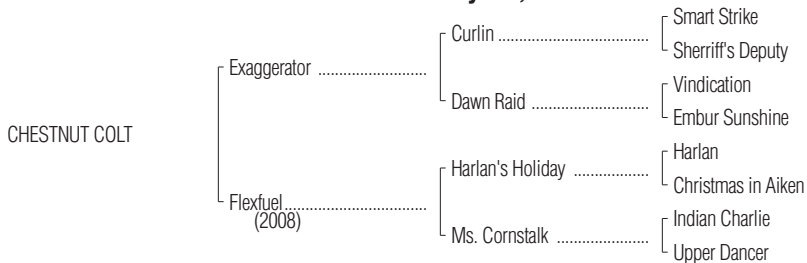 Smart Strike
Curlin
Sherriff's Deputy
Exaggerator
Vindication
Dawn Raid
Embur Sunshine
CHESTNUT COLT
Harlan
Harlan's Holiday
Christmas in Aiken
Flexfuel
(2008)
Indian Charlie
Ms. Cornstalk
Upper Dancer